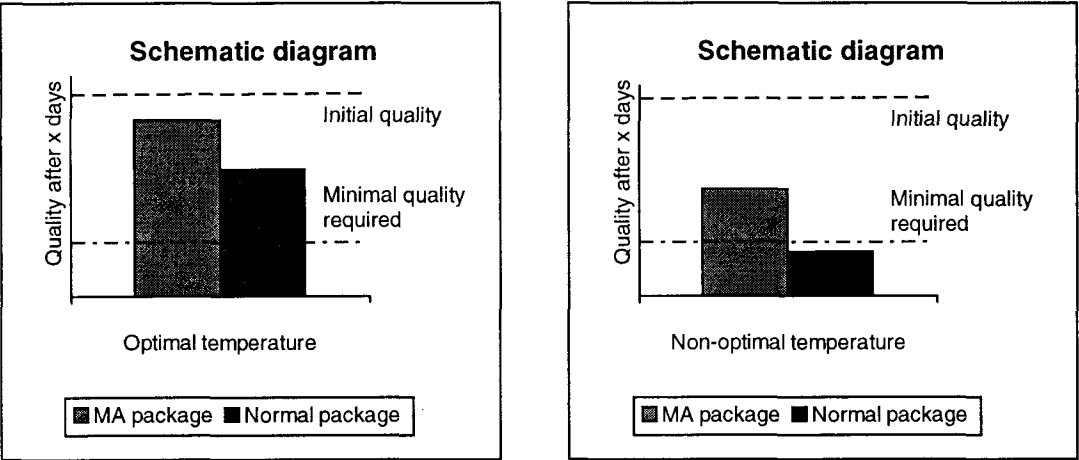 Schematic diagram
Quality after x days
Initial quality
Minimal quality
required
Optimal temperature
MA package Normal package
Schematic diagram
Quality after x days
Initial quality
Minimal quality
required
Non-optimal temperature
MA package Normal package